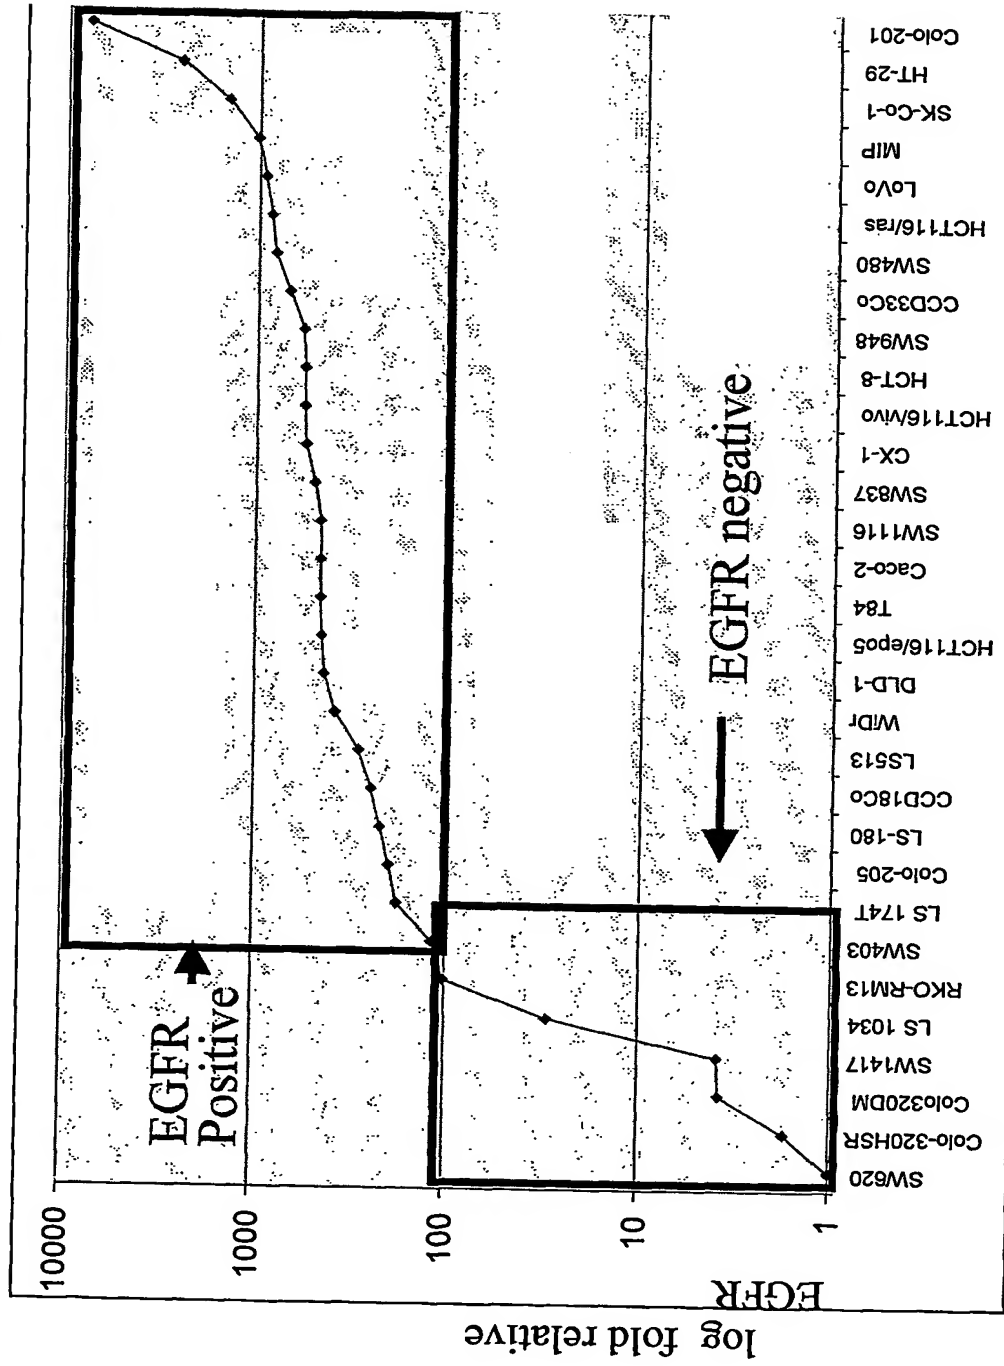 10000
1000
100
10
1
log fold relative
EGFR
EGFR
Positive
EGFR negative
SW620
Colo-320HSR
Colo320DM
SW1417
LS 1034
RKO-RM13
SW403
LS 174T
Colo-205
LS-180
CCD18Co
LS513
WiDr
DLD-1
HCT116/epo5
T84
Caco-2
SW1116
SW837
CX-1
HCT116/vivo
HCT-8
SW948
CCD33Co
SW480
HCT116/ras
LoVo
MIP
SK-Co-1
HT-29
Colo-201